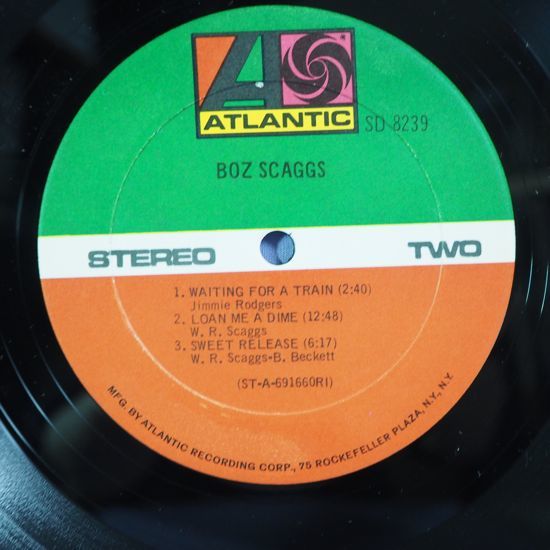 ATLANTIC
SD 8239
BOZ SCAGGS
STEREO TWO
1. WAITING FOR A TRAIN (2:40)
Jimmie Rodgers
2. LOAN ME A DIME (12:48)
W. R. Scaggs
3. SWEET RELEASE (6:17)
W. R. Scaggs-B. Beckett
(ST-A-691660RI)
MFG. BY ATLANTIC RECORDING CORP., 75 ROCKEFELLER PLAZA, N.Y., N.Y.